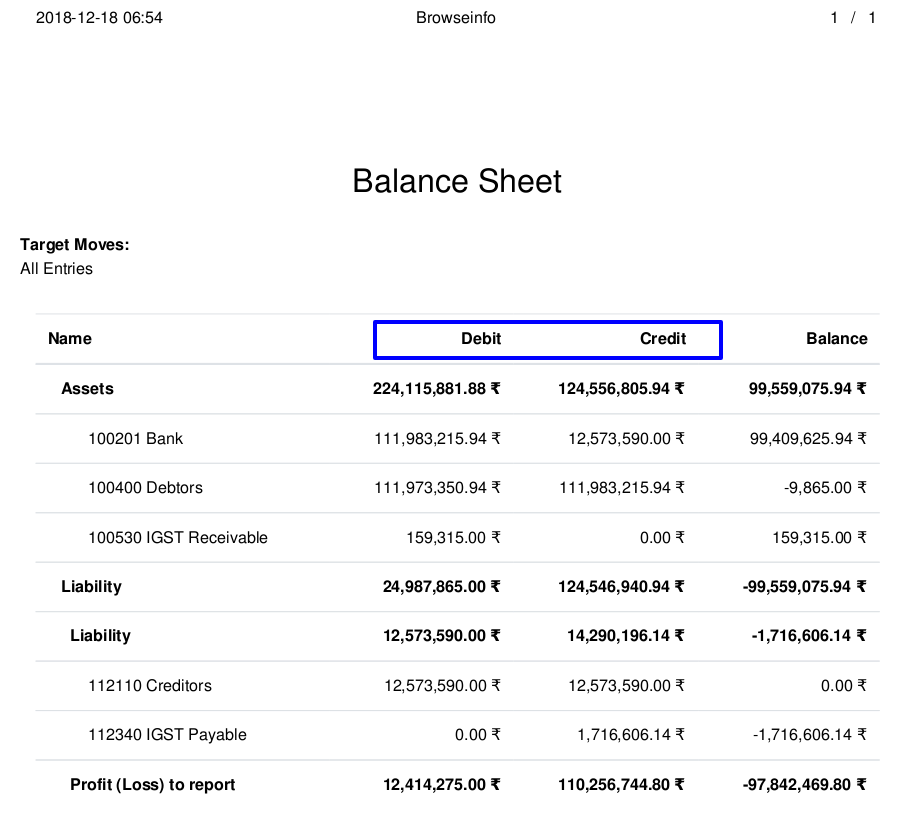 2018-12-18 06:54 Browseinfo 1 / 1
Balance Sheet
Target Moves:
All Entries
Name Debit Credit Balance
Assets 224,115,881.88 ₹ 124,556,805.94 ₹ 99,559,075.94 ₹
100201 Bank 111,983,215.94 ₹ 12,573,590.00 ₹ 99,409,625.94 ₹
100400 Debtors 111,973,350.94 ₹ 111,983,215.94 ₹ -9,865.00 ₹
100530 IGST Receivable 159,315.00 ₹ 0.00 ₹ 159,315.00 ₹
Liability 24,987,865.00 ₹ 124,546,940.94 ₹ -99,559,075.94 ₹
Liability 12,573,590.00 ₹ 14,290,196.14 ₹ -1,716,606.14 ₹
112110 Creditors 12,573,590.00 ₹ 12,573,590.00 ₹ 0.00 ₹
112340 IGST Payable 0.00 ₹ 1,716,606.14 ₹ -1,716,606.14 ₹
Profit (Loss) to report 12,414,275.00 ₹ 110,256,744.80 ₹ -97,842,469.80 ₹